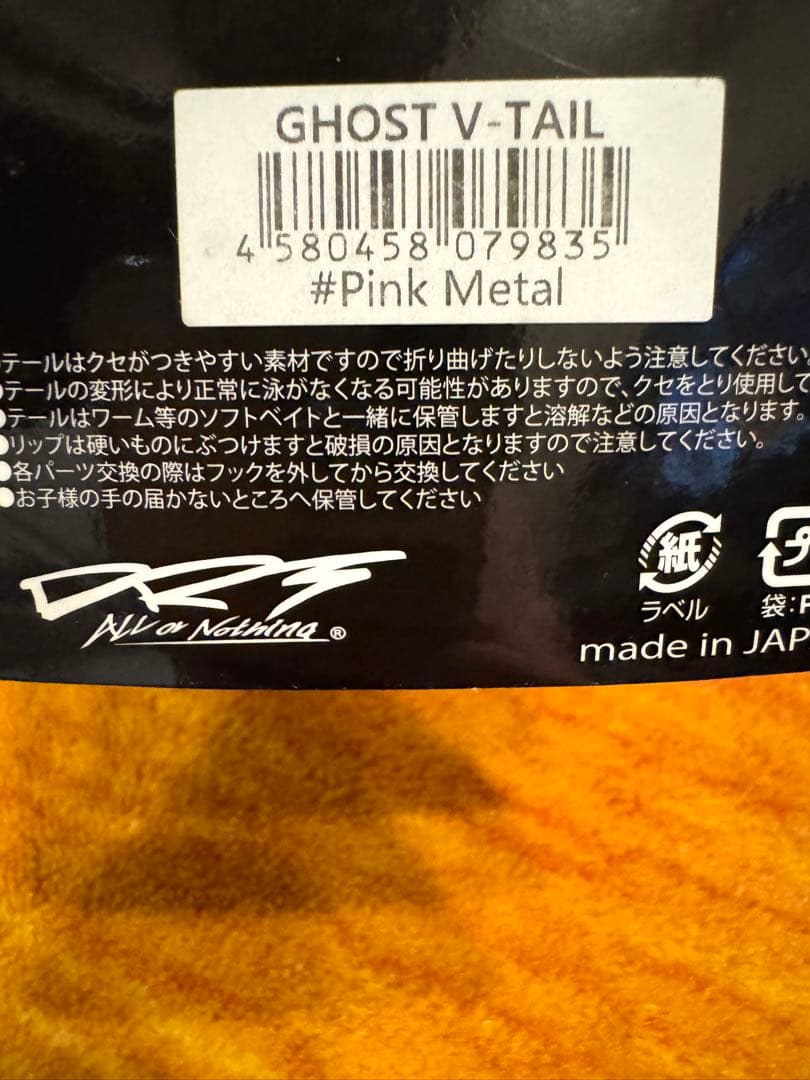 GHOST V-TAIL
4 580458 079835
#Pink Metal
テールはクセがつきやすい素材ですので折り曲げたりしないよう注意してください。
●テールの変形により正常に泳がなくなる可能性がありますので、クセをとり使用して
●テールはワーム等のソフトベイトと一緒に保管しますと溶解などの原因となります。
●リップは硬いものにぶつけますと破損の原因となりますので注意してください。
●各パーツ交換の際はフックを外してから交換してください
●お子様の手の届かないところへ保管してください
DRT
All or Nothing®
紙
プ
ラベル
袋:P
made in JAP